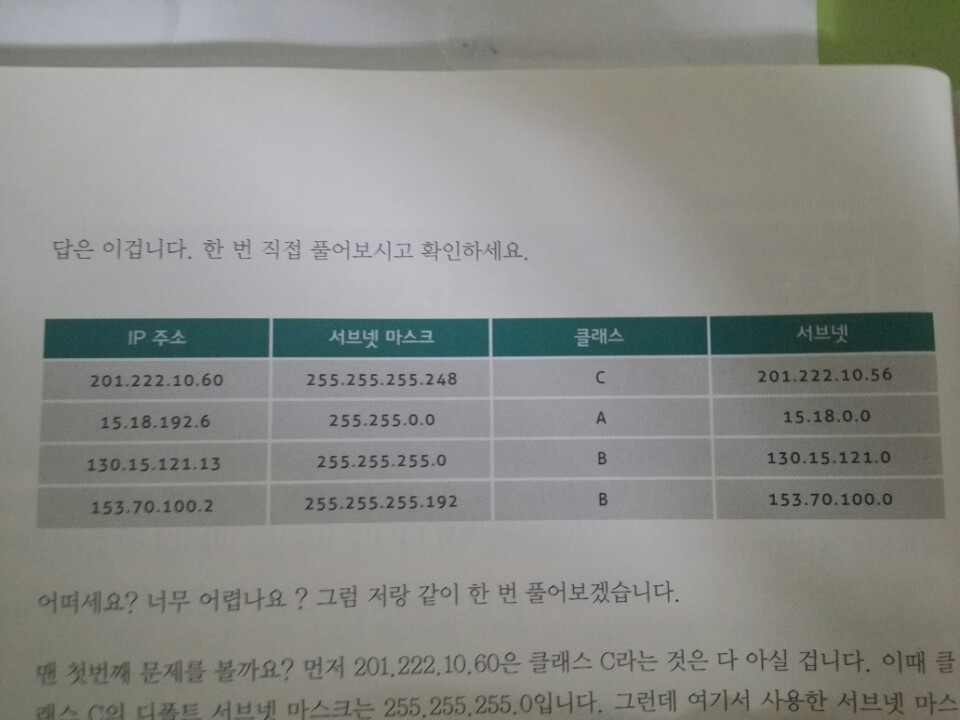 답은 이겁니다. 한 번 직접 풀어보시고 확인하세요.
IP 주소 서브넷 마스크 클래스 서브넷
201.222.10.60 255.255.255.248 C 201.222.10.56
15.18.192.6 255.255.0.0 A 15.18.0.0
130.15.121.13 255.255.255.0 B 130.15.121.0
153.70.100.2 255.255.255.192 B 153.70.100.0
어떠세요? 너무 어렵나요 ? 그럼 저랑 같이 한 번 풀어보겠습니다.
맨 첫번째 문제를 볼까요? 먼저 201.222.10.60은 클래스 C라는 것은 다 아실 겁니다. 이때 클
래스 C의 디폴트 서브넷 마스크는 255.255.255.0입니다. 그런데 여기서 사용한 서브넷 마스